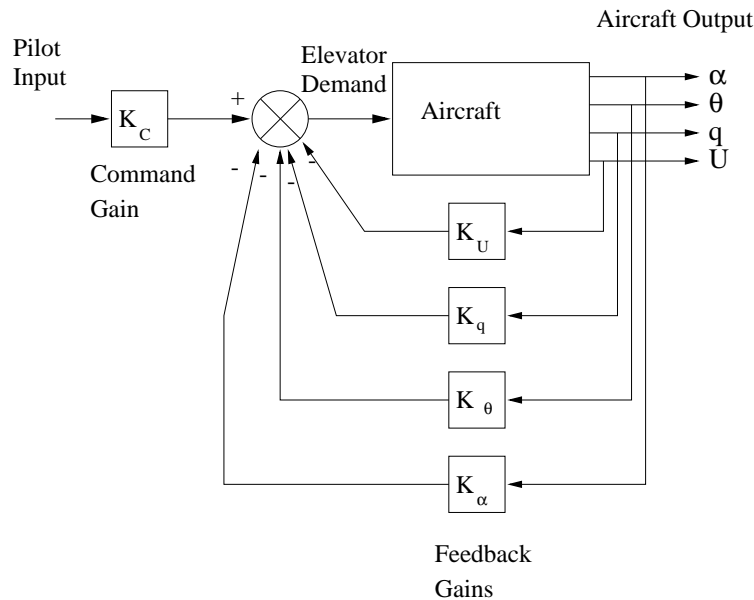 Aircraft Output
Pilot
Input
Elevator
Demand
α
θ
q
U
Aircraft
+
K C
Command
Gain
-
-
-
-
K U
K q
K θ
K α
Feedback
Gains